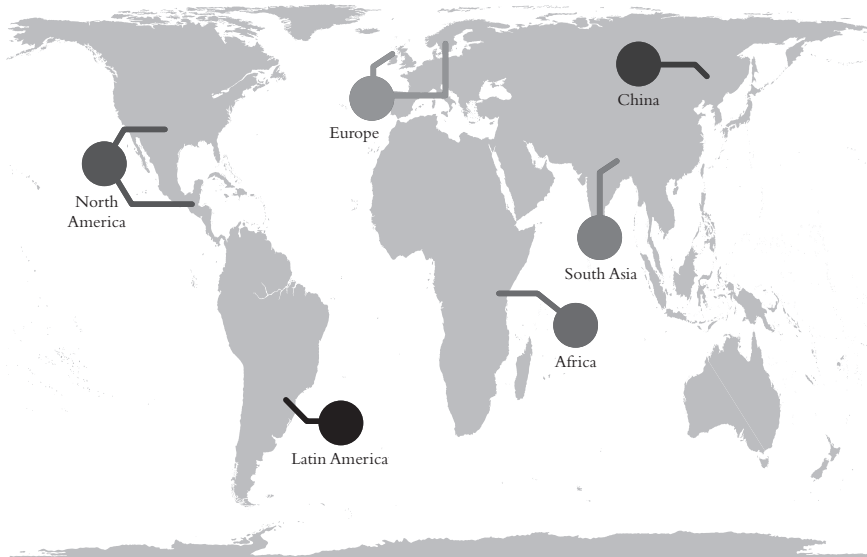 China
Europe
North
America
South Asia
Africa
Latin America